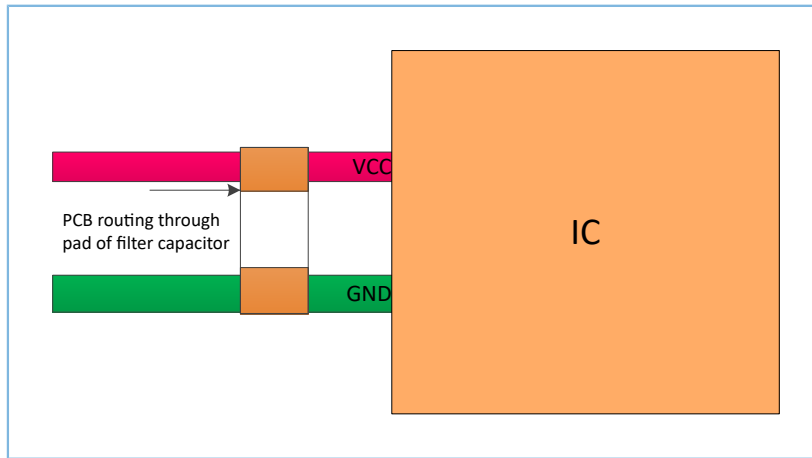 VCC
PCB routing through
pad of filter capacitor
IC
GND